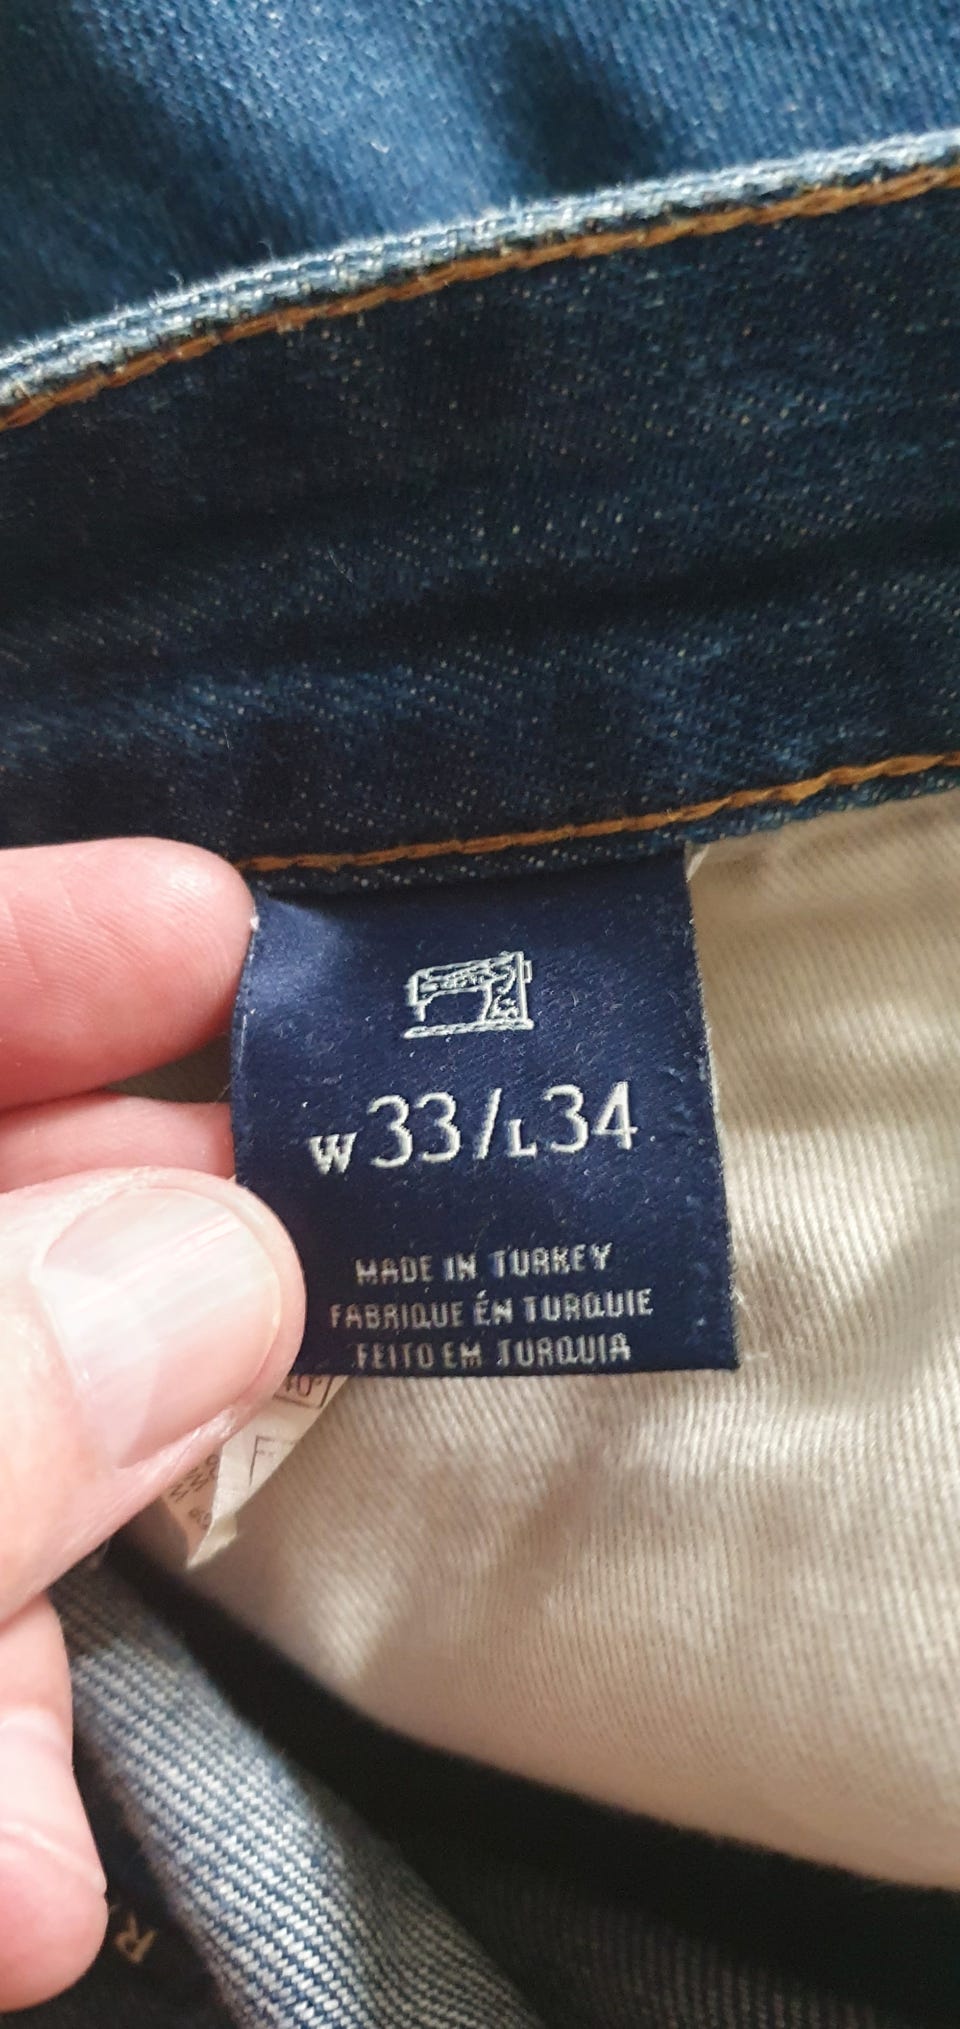 W33/L34
MADE IN TURKEY
FABRIQUE ÉN TURQUIE
FEITO EM TURQUIA